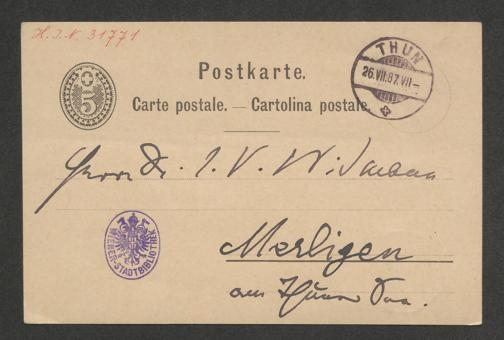 H. I. N. 31771
Postkarte.
Carte postale. — Cartolina postale.
5
THUN
26.VII.87.VII–
Herrn Dr. J. V. Widmann
WIENER-STADTBIBLIOTHEK
Merligen
am Thuner See.